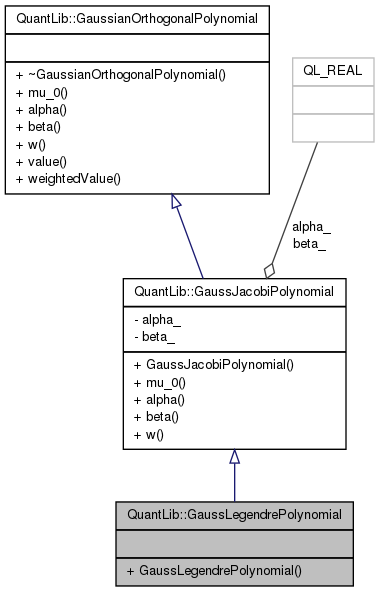 QuantLib::GaussianOrthogonalPolynomial
+ ~GaussianOrthogonalPolynomial()
+ mu_0()
+ alpha()
+ beta()
+ w()
+ value()
+ weightedValue()
QL_REAL
alpha_
beta_
QuantLib::GaussJacobiPolynomial
- alpha_
- beta_
+ GaussJacobiPolynomial()
+ mu_0()
+ alpha()
+ beta()
+ w()
QuantLib::GaussLegendrePolynomial
+ GaussLegendrePolynomial()